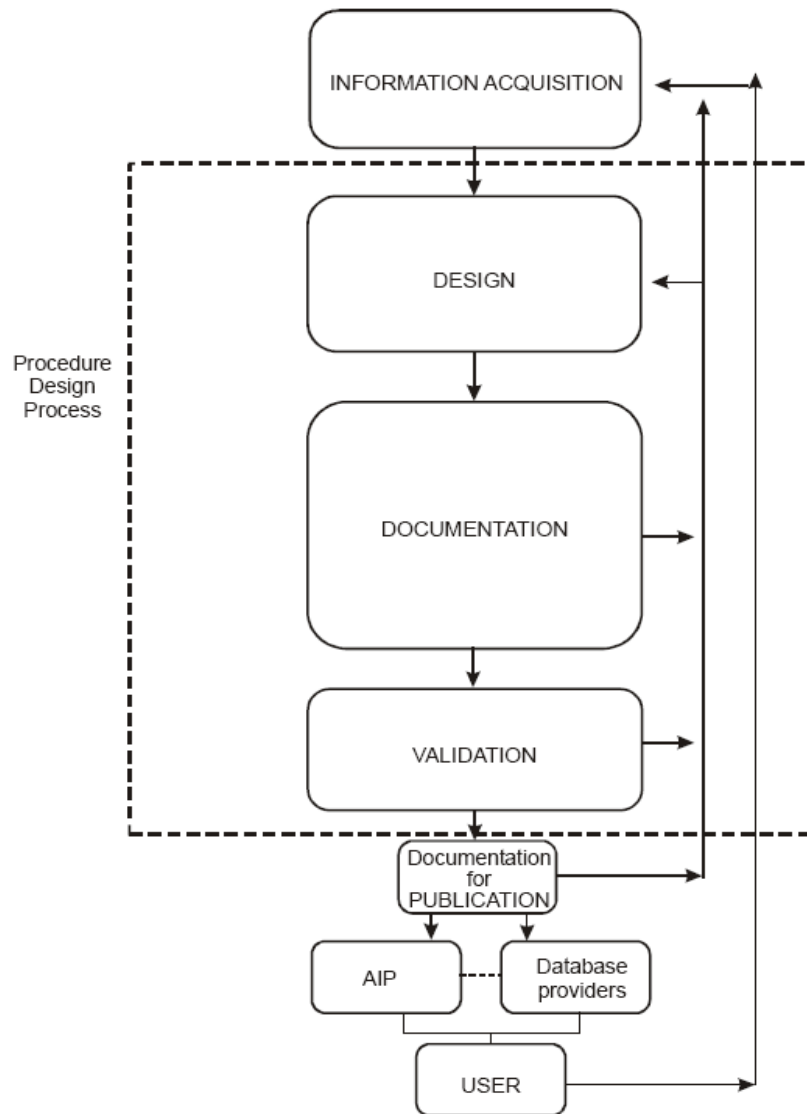 INFORMATION ACQUISITION
DESIGN
Procedure
Design
Process
DOCUMENTATION
VALIDATION
Documentation
for
PUBLICATION
AIP
Database
providers
USER